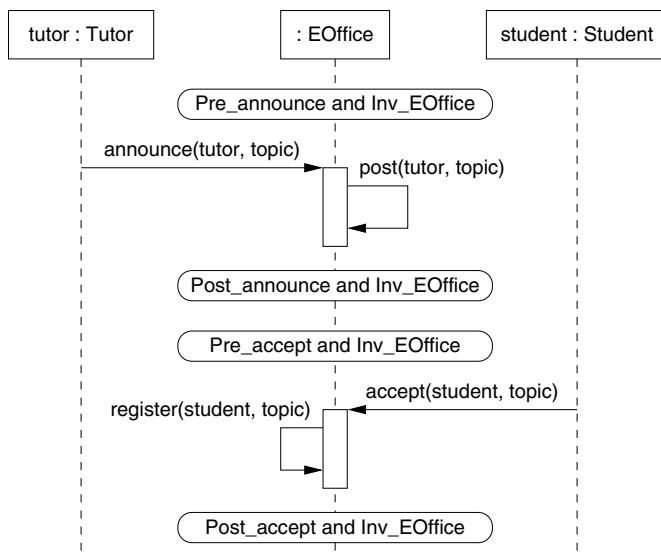 tutor : Tutor
: EOffice
student : Student
Pre_announce and Inv_EOffice
announce(tutor, topic)
post(tutor, topic)
Post_announce and Inv_EOffice
Pre_accept and Inv_EOffice
accept(student, topic)
register(student, topic)
Post_accept and Inv_EOffice